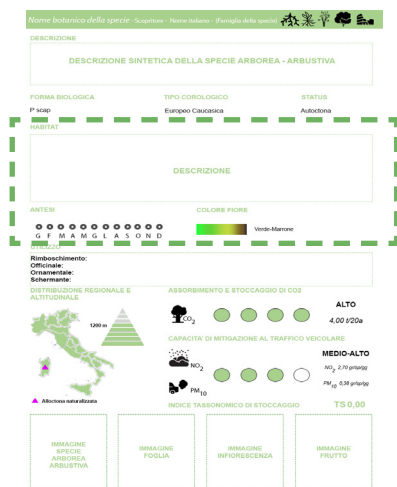 Nome botanico della specie - Scopritore - Nome italiano - (Famiglia della specie)
DESCRIZIONE
DESCRIZIONE SINTETICA DELLA SPECIE ARBOREA - ARBUSTIVA
FORMA BIOLOGICA TIPO COROLOGICO STATUS
P scap Europeo Caucasica Autoctona
HABITAT
DESCRIZIONE
ANTESI COLORE FIORE
G F M A M G L A S O N D
Verde-Marrone
UTILIZZO
Rimboschimento:
Officinale:
Ornamentale:
Schermante:
DISTRIBUZIONE REGIONALE E
ALTITUDINALE
1200 m
Alloctona naturalizzata
ASSORBIMENTO E STOCCAGGIO DI CO2
CO2
ALTO
4,00 t/20a
CAPACITA' DI MITIGAZIONE AL TRAFFICO VEICOLARE
MEDIO-ALTO
NO2
NO2 2,70 grtsp/gg
PM10
PM10 0,38 grtsp/gg
INDICE TASSONOMICO DI STOCCAGGIO TS 0,00
IMMAGINE
SPECIE
ARBOREA
ARBUSTIVA
IMMAGINE
FOGLIA
IMMAGINE
INFIORESCENZA
IMMAGINE
FRUTTO